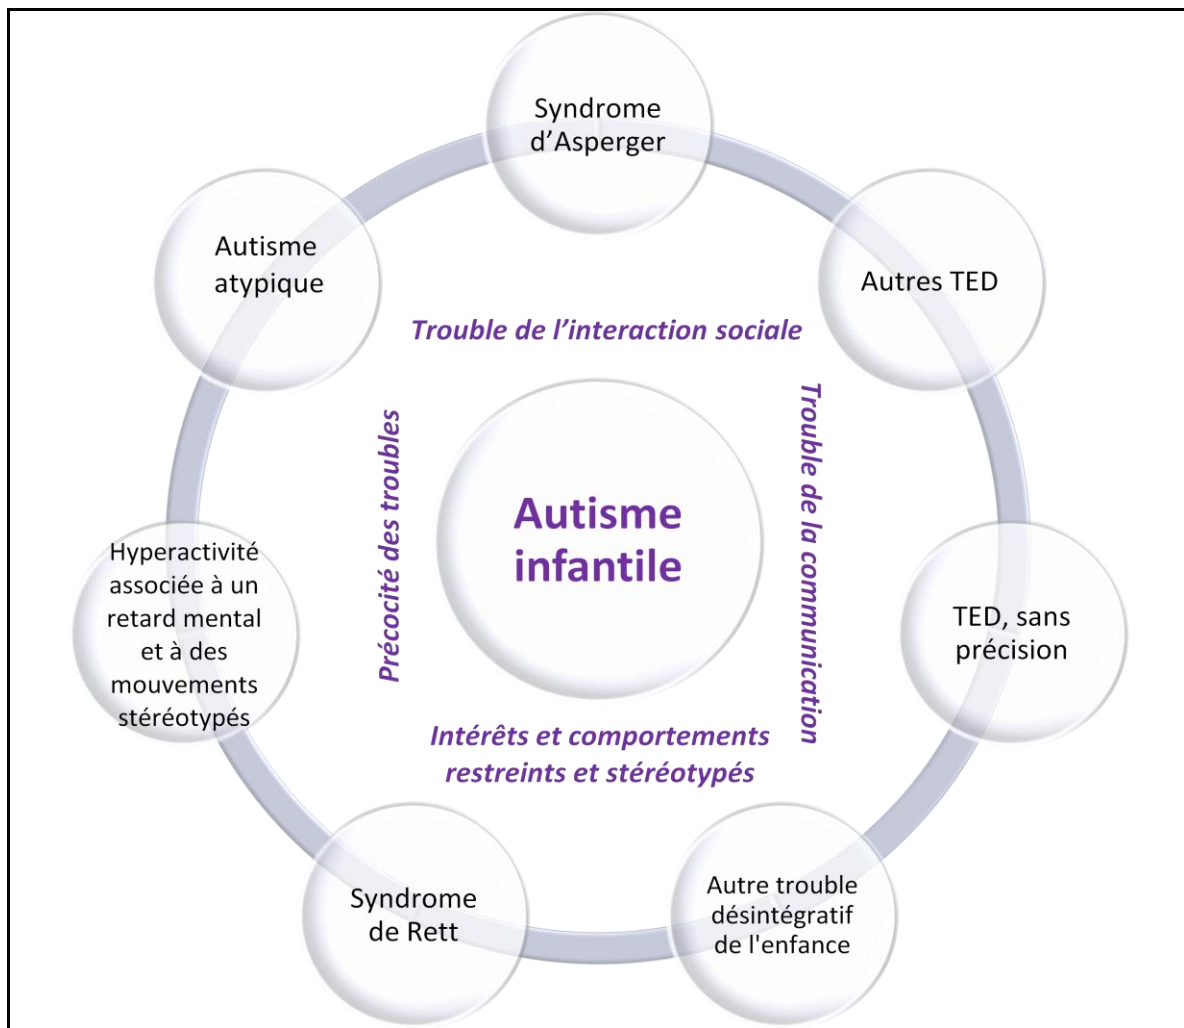 Syndrome
d’Asperger
Autisme
atypique
Autres TED
Trouble de l’interaction sociale
Précocité des troubles
Trouble de la communication
Autisme
infantile
Hyperactivité
associée à un
retard mental
et à des
mouvements
stéréotypés
TED, sans
précision
Intérêts et comportements
restreints et stéréotypés
Syndrome
de Rett
Autre trouble
désintégratif
de l'enfance